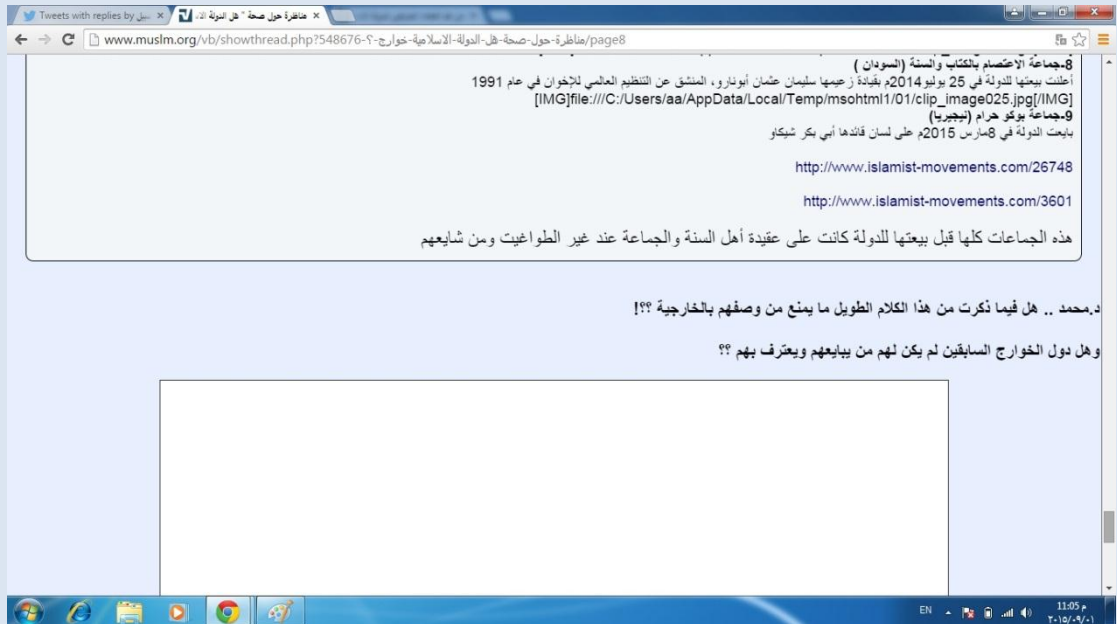 Tweets with replies by
مناظرة حول صحة " هل الدولة الا
www.muslm.org/vb/showthread.php?548676-مناظرة-حول-صحة-هل-الدولة-الاسلامية-خوارج-؟/page8
8-جماعة الاعتصام بالكتاب والسنة (السودان )
أعلنت بيعتها للدولة في 25 يوليو2014م بقيادة زعيمها سليمان عثمان أبونارو، المنشق عن التنظيم العالمي للإخوان في عام 1991
[IMG]file:///C:/Users/aa/AppData/Local/Temp/msohtml1/01/clip_image025.jpg[/IMG]
9-جماعة بوكو حرام (نيجيريا)
بايعت الدولة في 8مارس 2015م على لسان قائدها أبي بكر شيكاو
http://www.islamist-movements.com/26748
http://www.islamist-movements.com/3601
هذه الجماعات كلها قبل بيعتها للدولة كانت على عقيدة أهل السنة والجماعة عند غير الطواغيت ومن شايعهم
د.محمد .. هل فيما ذكرت من هذا الكلام الطويل ما يمنع من وصفهم بالخارجية ؟؟!
وهل دول الخوارج السابقين لم يكن لهم من يبايعهم ويعترف بهم ؟؟
EN
11:05 م
٢٠١٥/٠٩/٠١